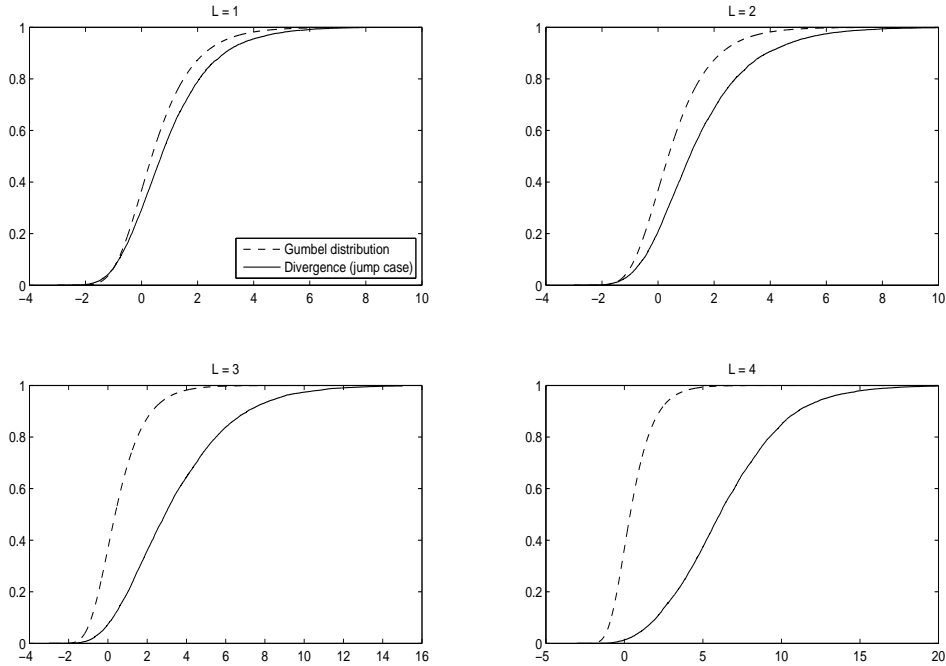 L = 1
1
0.8
0.6
0.4
0.2
0
−4 −2 0 2 4 6 8 10
Gumbel distribution
Divergence (jump case)
L = 2
1
0.8
0.6
0.4
0.2
0
−4 −2 0 2 4 6 8 10
L = 3
1
0.8
0.6
0.4
0.2
0
−4 −2 0 2 4 6 8 10 12 14 16
L = 4
1
0.8
0.6
0.4
0.2
0
−5 0 5 10 15 20